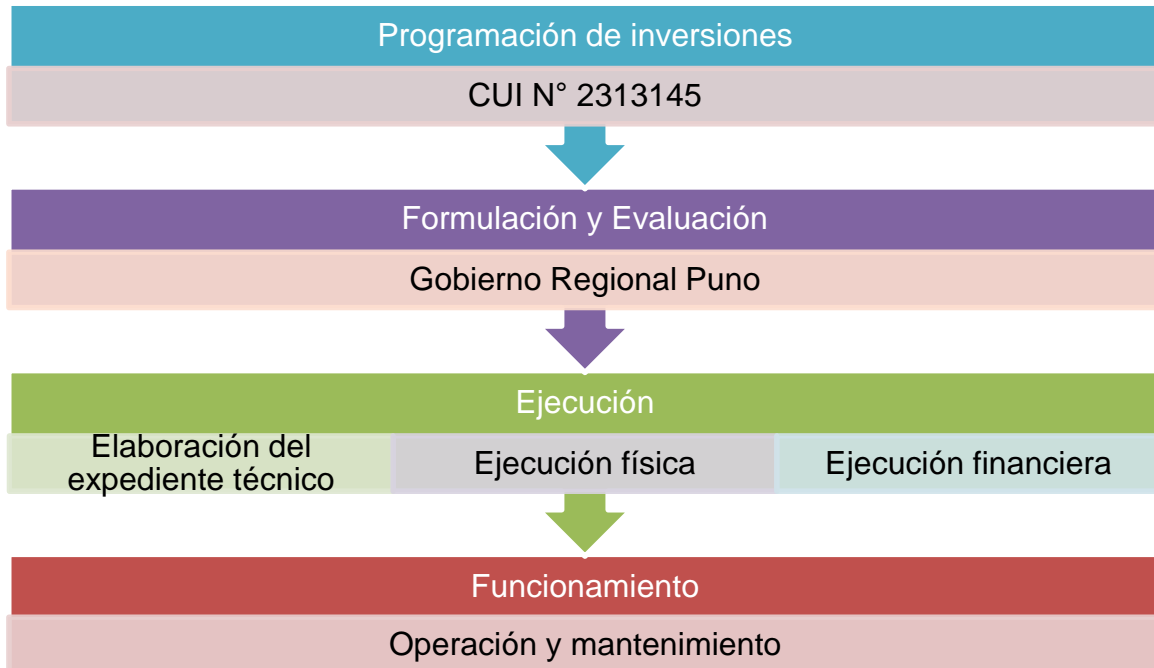 Programación de inversiones
CUI N° 2313145
Formulación y Evaluación
Gobierno Regional Puno
Ejecución
Elaboración del
expediente técnico
Ejecución física
Ejecución financiera
Funcionamiento
Operación y mantenimiento